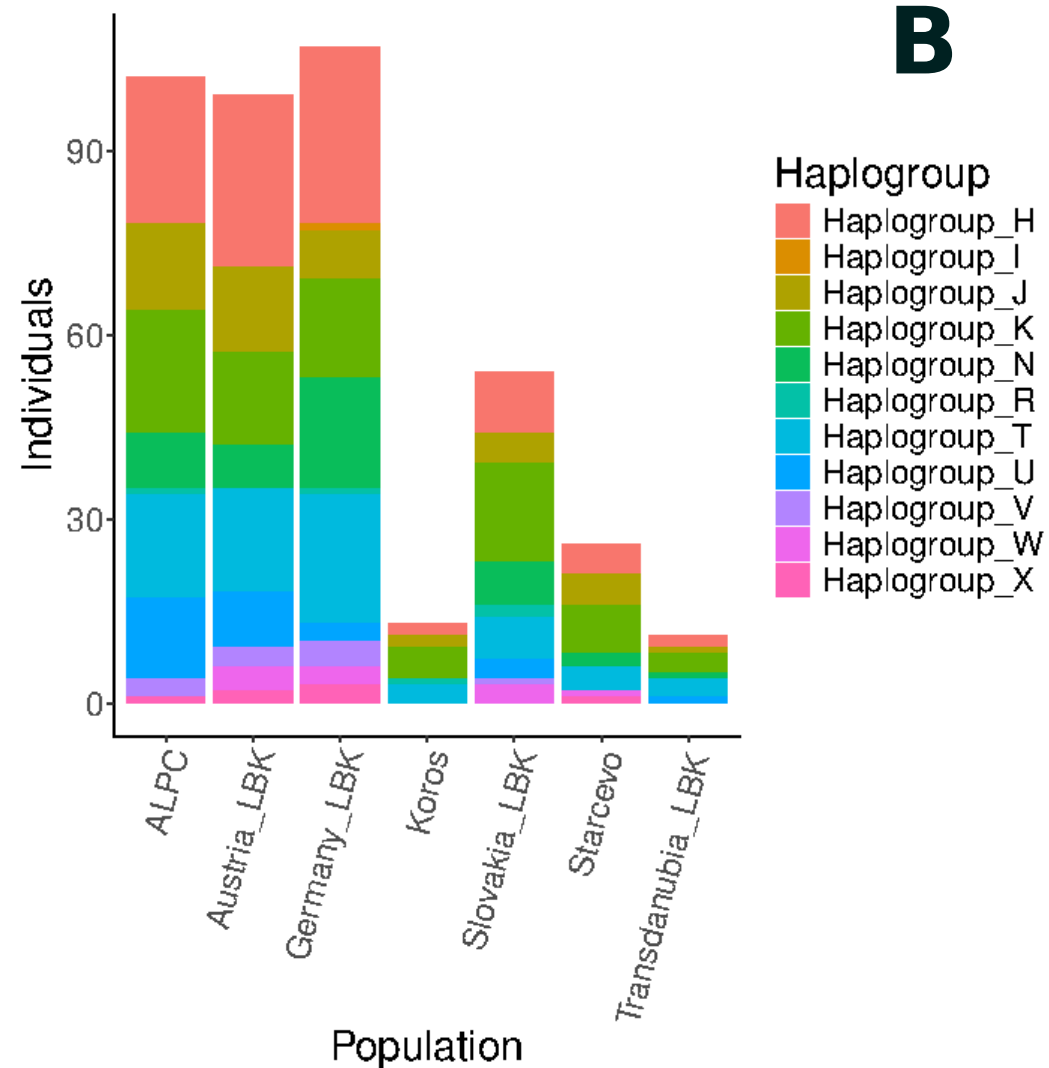 B
Individuals
90
60
30
0
ALPC
Austria_LBK
Germany_LBK
Koros
Slovakia_LBK
Starcevo
Transdanubia_LBK
Population
Haplogroup
Haplogroup_H
Haplogroup_I
Haplogroup_J
Haplogroup_K
Haplogroup_N
Haplogroup_R
Haplogroup_T
Haplogroup_U
Haplogroup_V
Haplogroup_W
Haplogroup_X